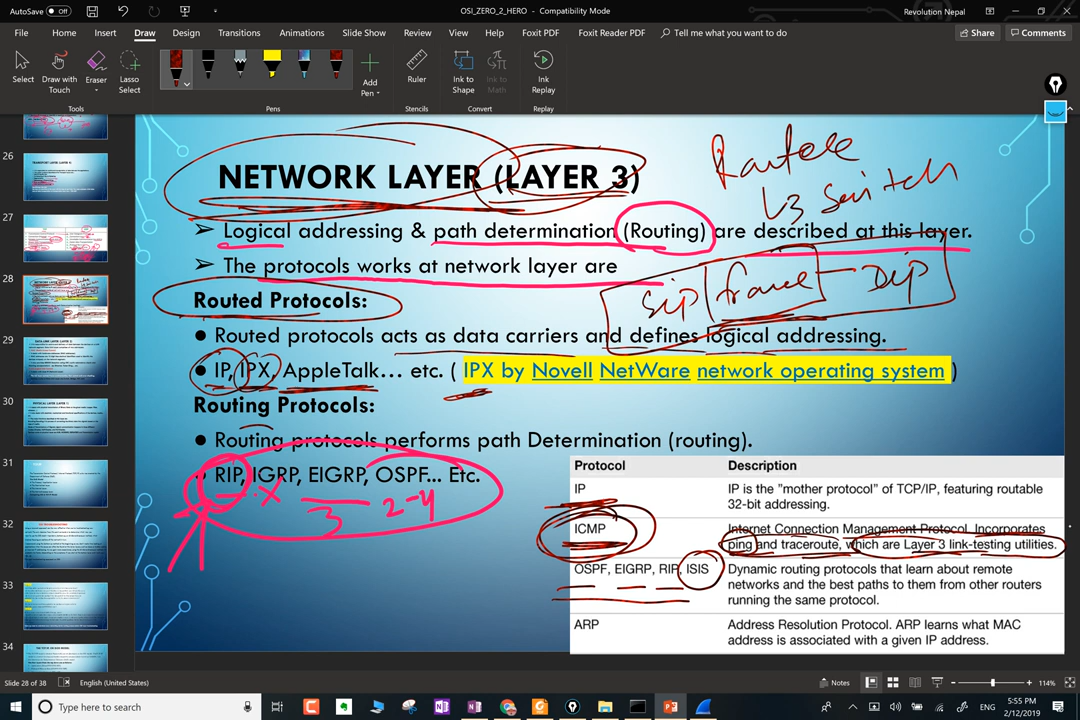 AutoSave Off
OSI_ZERO_2_HERO - Compatibility Mode
Revolution Nepal
File Home Insert Draw Design Transitions Animations Slide Show Review View Help Foxit PDF Foxit Reader PDF Tell me what you want to do
Share Comments
Select
Draw with Touch
Eraser
Lasso Select
Add Pen
Ruler
Ink to Shape
Ink to Math
Ink Replay
Tools Pens Stencils Convert Replay
26
27
28
29
30
31
32
33
34
NETWORK LAYER (LAYER 3)
Router
L3 Switch
➢ Logical addressing & path determination (Routing) are described at this layer.
➢ The protocols works at network layer are
SIP | frame – DIP
Routed Protocols:
● Routed protocols acts as data carriers and defines logical addressing.
● IP, IPX, AppleTalk... etc. ( IPX by Novell NetWare network operating system )
Routing Protocols:
● Routing protocols performs path Determination (routing).
● RIP, IGRP, EIGRP, OSPF... Etc.
X 3 2-4
Protocol Description
IP IP is the "mother protocol" of TCP/IP, featuring routable
32-bit addressing.
ICMP Internet Connection Management Protocol. Incorporates
ping and traceroute, which are Layer 3 link-testing utilities.
OSPF, EIGRP, RIP, ISIS Dynamic routing protocols that learn about remote
networks and the best paths to them from other routers
running the same protocol.
ARP Address Resolution Protocol. ARP learns what MAC
address is associated with a given IP address.
Slide 28 of 38 English (United States) Notes 114%
Type here to search
ENG
5:55 PM
2/12/2019